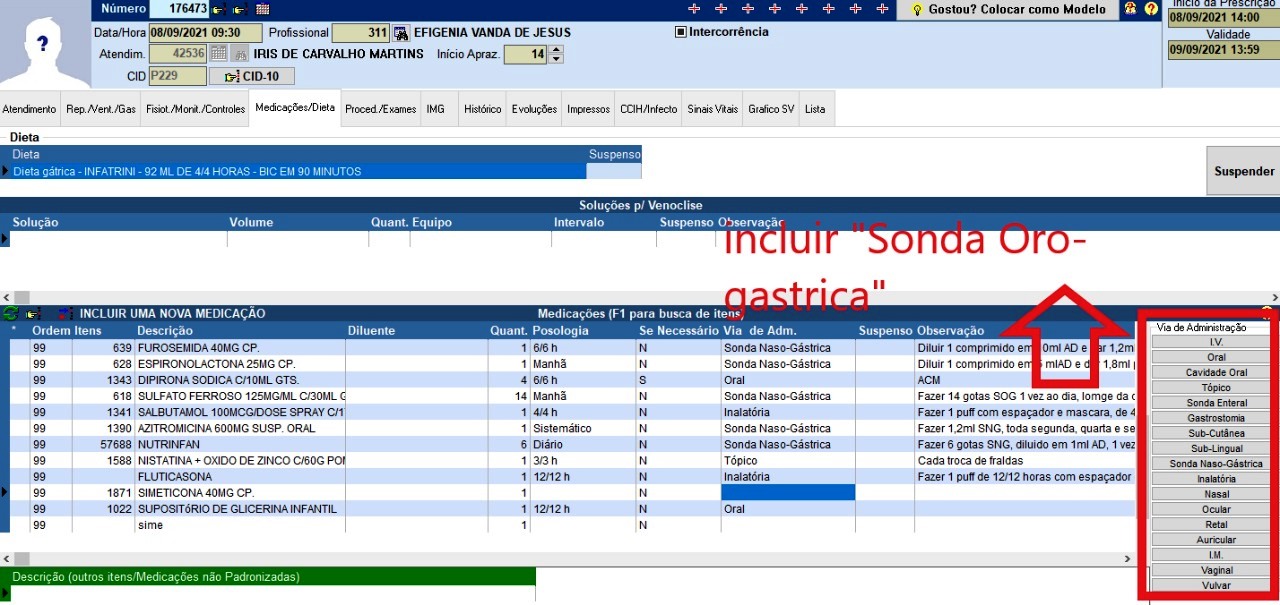 Número 176473 Gostou? Colocar como Modelo Início da Prescrição
Data/Hora 08/09/2021 09:30 Profissional 311 EFIGENIA VANDA DE JESUS Intercorrência 08/09/2021 14:00
Atendim. 42536 IRIS DE CARVALHO MARTINS Início Apraz. 14 Validade
09/09/2021 13:59
CID P229 CID-10
Atendimento Rep./Vent./Gas Fisiot./Monit./Controles Medicações/Dieta Proced./Exames IMG Histórico Evoluções Impressos CCIH/Infecto Sinais Vitais Grafico SV Lista
Dieta
Dieta Suspenso
Dieta gátrica - INFATRINI - 92 ML DE 4/4 HORAS - BIC EM 90 MINUTOS
Suspender
Soluções p/ Venoclise
Solução Volume Quant. Equipo Intervalo Suspenso Observação
incluir "Sonda Oro-
gastrica"
INCLUIR UMA NOVA MEDICAÇÃO Medicações (F1 para busca de itens)
* Ordem Itens Descrição Diluente Quant. Posologia Se Necessário Via de Adm. Suspenso Observação
99 639 FUROSEMIDA 40MG CP. 1 6/6 h N Sonda Naso-Gástrica Diluir 1 comprimido em 0ml AD e ar 1,2ml
99 628 ESPIRONOLACTONA 25MG CP. 1 Manhã N Sonda Naso-Gástrica Diluir 1 comprimido em 5 mlAD e d r 1,8ml
99 1343 DIPIRONA SODICA C/10ML GTS. 4 6/6 h S Oral ACM
99 618 SULFATO FERROSO 125MG/ML C/30ML G 14 Manhã N Sonda Naso-Gástrica Fazer 14 gotas SOG 1 vez ao dia, lomge da
99 1341 SALBUTAMOL 100MCG/DOSE SPRAY C/1 1 4/4 h N Inalatória Fazer 1 puff com espaçador e mascara, de 4
99 1390 AZITROMICINA 600MG SUSP. ORAL 1 Sistemático N Sonda Naso-Gástrica Fazer 1,2ml SNG, toda segunda, quarta e se
99 57688 NUTRINFAN 6 Diário N Sonda Naso-Gástrica Fazer 6 gotas SNG, diluido em 1ml AD, 1 vez
99 1588 NISTATINA + OXIDO DE ZINCO C/60G POM 1 3/3 h N Tópico Cada troca de fraldas
99 FLUTICASONA 1 12/12 h N Inalatória Fazer 1 puff de 12/12 horas com espaçador
99 1871 SIMETICONA 40MG CP. 1 N
99 1022 SUPOSITóRIO DE GLICERINA INFANTIL 1 12/12 h N Oral
99 sime 1 N
Via de Administração
I.V.
Oral
Cavidade Oral
Tópico
Sonda Enteral
Gastrostomia
Sub-Cutânea
Sub-Lingual
Sonda Naso-Gástrica
Inalatória
Nasal
Ocular
Retal
Auricular
I.M.
Vaginal
Vulvar
Descrição (outros itens/Medicações não Padronizadas)